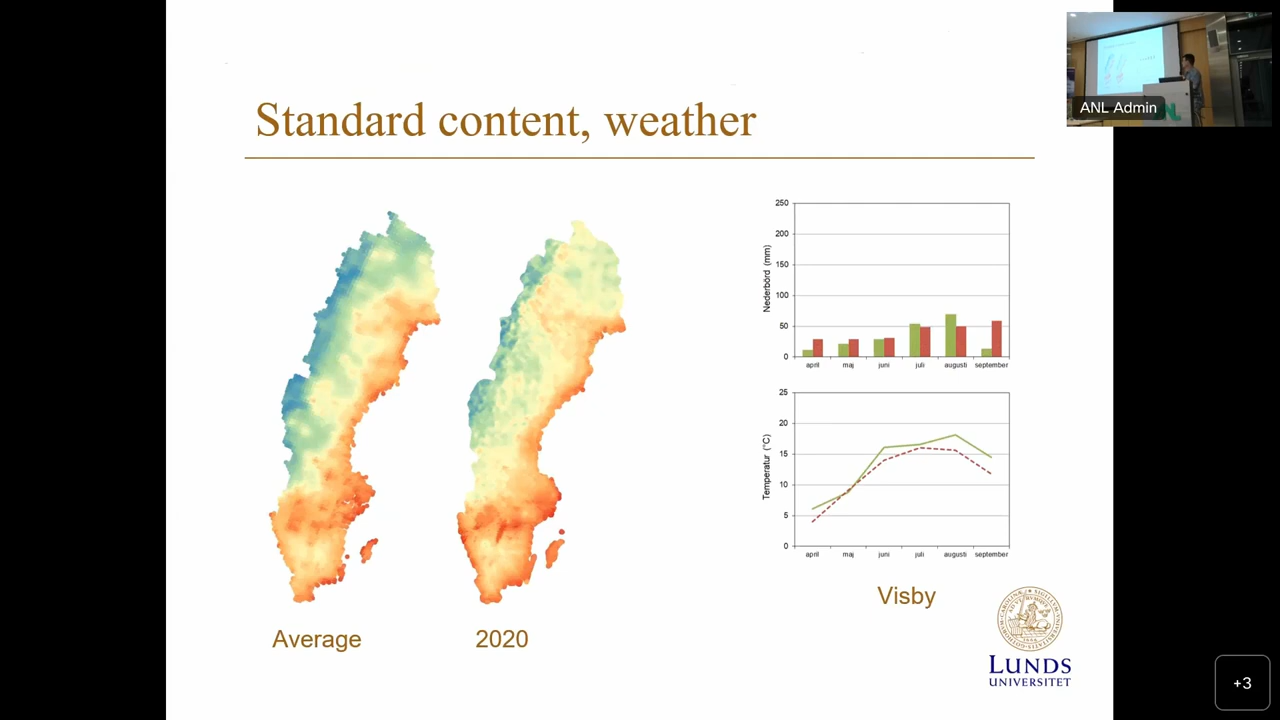 Standard content, weather
ANL Admin
250
200
150
100
50
0
Nederbörd (mm)
april maj juni juli augusti september
25
20
15
10
5
0
Temperatur (°C)
april maj juni juli augusti september
Visby
Average
2020
LUNDS
UNIVERSITET
+3